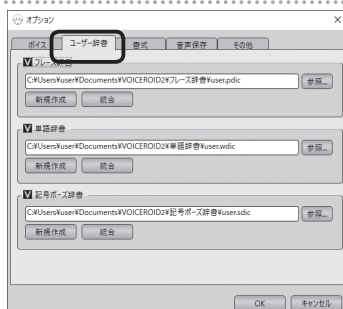 オプション
ボイス ユーザー辞書 書式 音声保存 その他
フレーズ辞書
C:¥Users¥user¥Documents¥VOICEROID2¥フレーズ辞書¥user.pdic 参照...
新規作成 統合
単語辞書
C:¥Users¥user¥Documents¥VOICEROID2¥単語辞書¥user.wdic 参照...
新規作成 統合
記号ポーズ辞書
C:¥Users¥user¥Documents¥VOICEROID2¥記号ポーズ辞書¥user.sdic 参照...
新規作成 統合
OK キャンセル